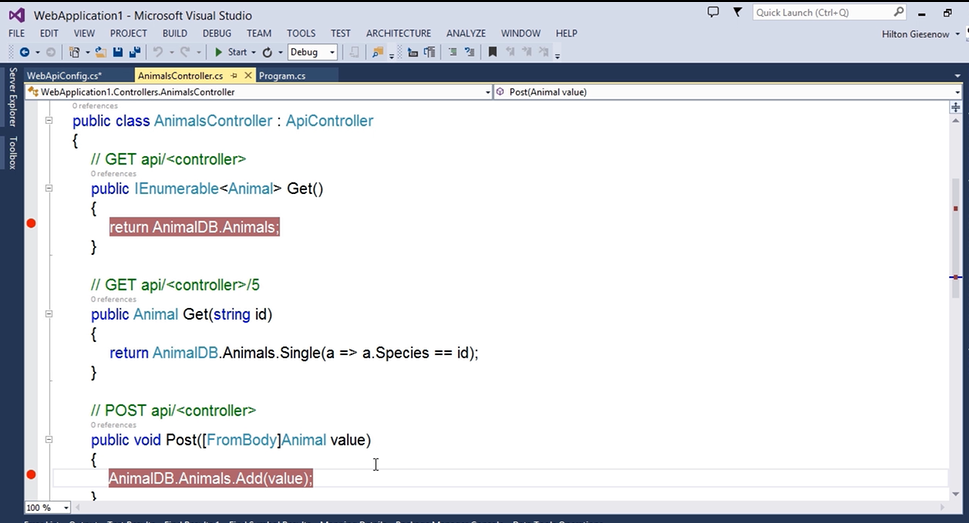 WebApplication1 - Microsoft Visual Studio
Quick Launch (Ctrl+Q)
FILE EDIT VIEW PROJECT BUILD DEBUG TEAM TOOLS TEST ARCHITECTURE ANALYZE WINDOW HELP
Hilton Giesenow
Start Debug
Server Explorer
Toolbox
WebApiConfig.cs* AnimalsController.cs Program.cs
WebApplication1.Controllers.AnimalsController Post(Animal value)
0 references
public class AnimalsController : ApiController
{
// GET api/<controller>
0 references
public IEnumerable<Animal> Get()
{
return AnimalDB.Animals;
}
// GET api/<controller>/5
0 references
public Animal Get(string id)
{
return AnimalDB.Animals.Single(a => a.Species == id);
}
// POST api/<controller>
0 references
public void Post([FromBody]Animal value)
{
AnimalDB.Animals.Add(value);
}
100 %